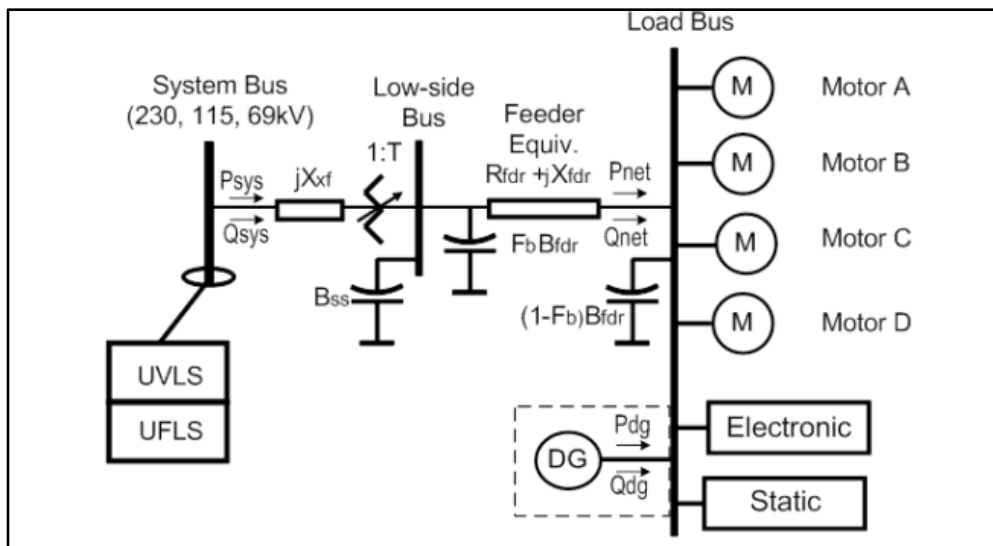 Load Bus
System Bus
(230, 115, 69kV)
Low-side
Bus
Feeder
Equiv.
Rfdr +jXfdr
1:T
Psys
Qsys
jXxf
Pnet
Qnet
FbBfdr
Bss
(1-Fb)Bfdr
M
Motor A
M
Motor B
M
Motor C
M
Motor D
UVLS
UFLS
Pdg
DG
Qdg
Electronic
Static